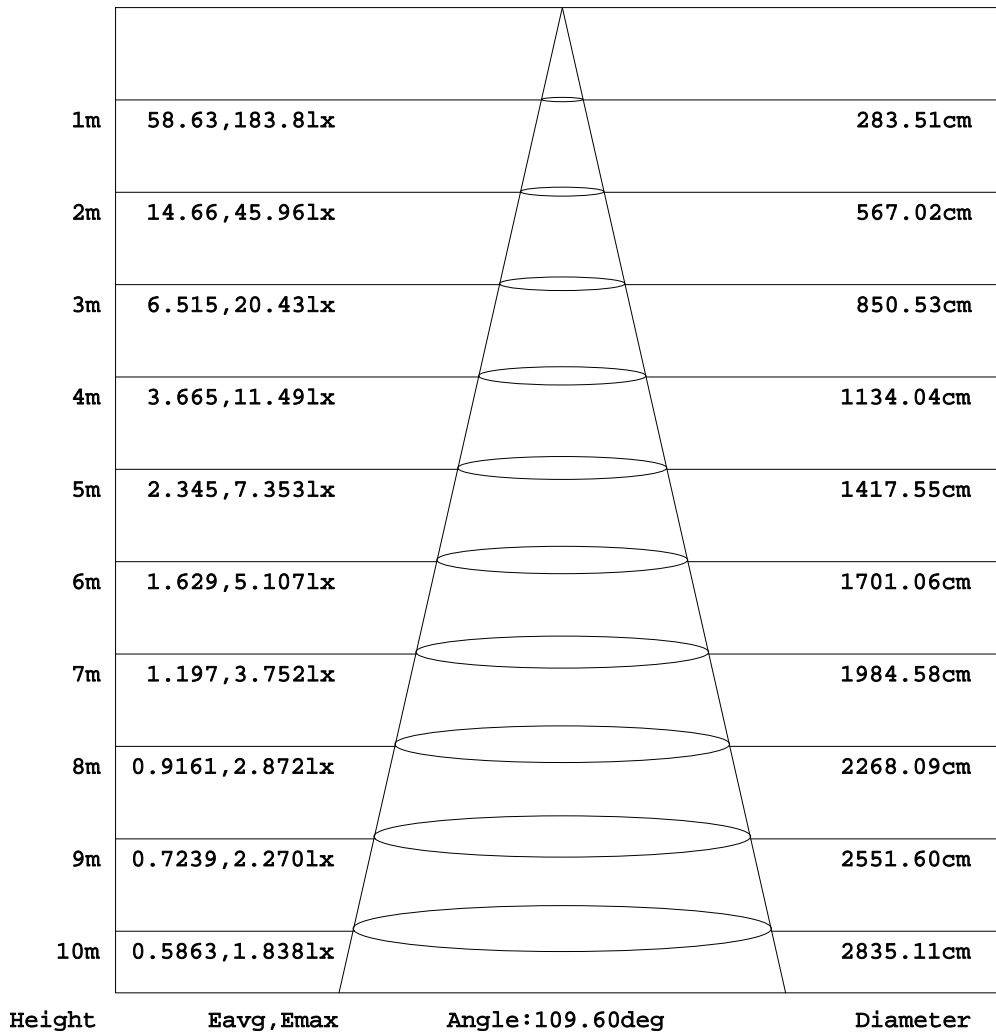 1m 58.63,183.8lx 283.51cm
2m 14.66,45.96lx 567.02cm
3m 6.515,20.43lx 850.53cm
4m 3.665,11.49lx 1134.04cm
5m 2.345,7.353lx 1417.55cm
6m 1.629,5.107lx 1701.06cm
7m 1.197,3.752lx 1984.58cm
8m 0.9161,2.872lx 2268.09cm
9m 0.7239,2.270lx 2551.60cm
10m 0.5863,1.838lx 2835.11cm
Height Eavg,Emax Angle:109.60deg Diameter